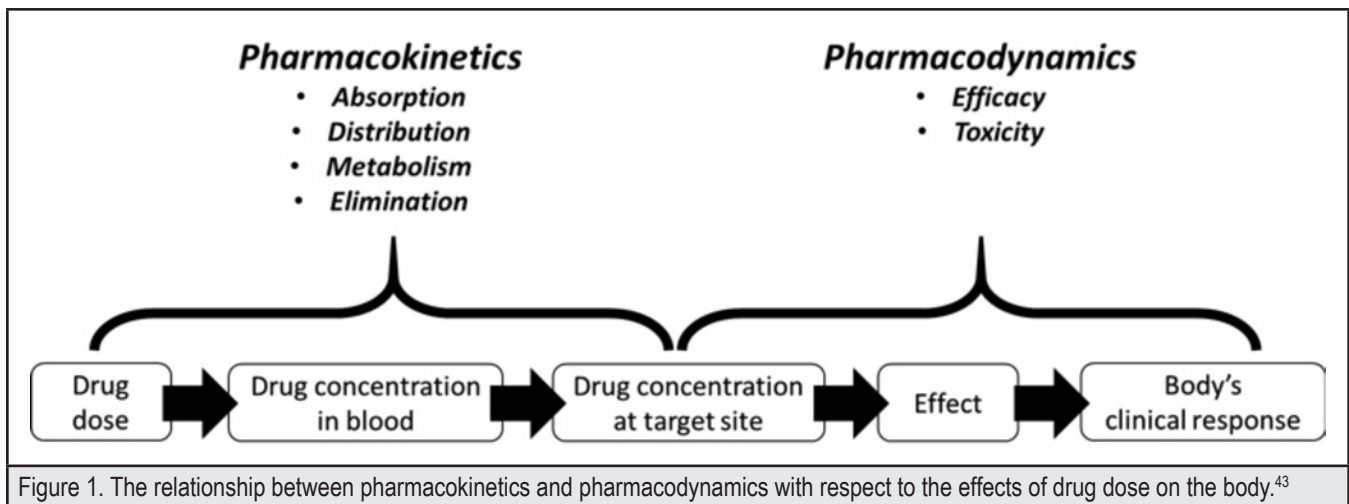 Pharmacokinetics
• Absorption
• Distribution
• Metabolism
• Elimination
Pharmacodynamics
• Efficacy
• Toxicity
Drug
dose
Drug concentration
in blood
Drug concentration
at target site
Effect
Body's
clinical response
Figure 1. The relationship between pharmacokinetics and pharmacodynamics with respect to the effects of drug dose on the body.⁴³